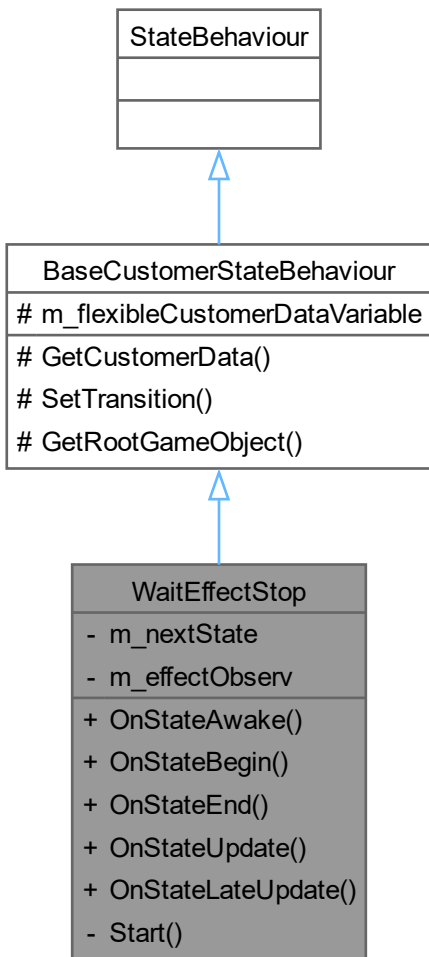 StateBehaviour
BaseCustomerStateBehaviour
# m_flexibleCustomerDataVariable
# GetCustomerData()
# SetTransition()
# GetRootGameObject()
WaitEffectStop
- m_nextState
- m_effectObserv
+ OnStateAwake()
+ OnStateBegin()
+ OnStateEnd()
+ OnStateUpdate()
+ OnStateLateUpdate()
- Start()